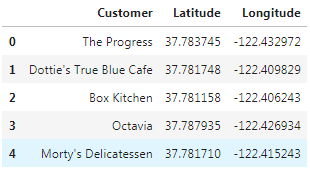 Customer Latitude Longitude
0 The Progress 37.783745 -122.432972
1 Dottie's True Blue Cafe 37.781748 -122.409829
2 Box Kitchen 37.781158 -122.406243
3 Octavia 37.787935 -122.426934
4 Morty's Delicatessen 37.781710 -122.415243